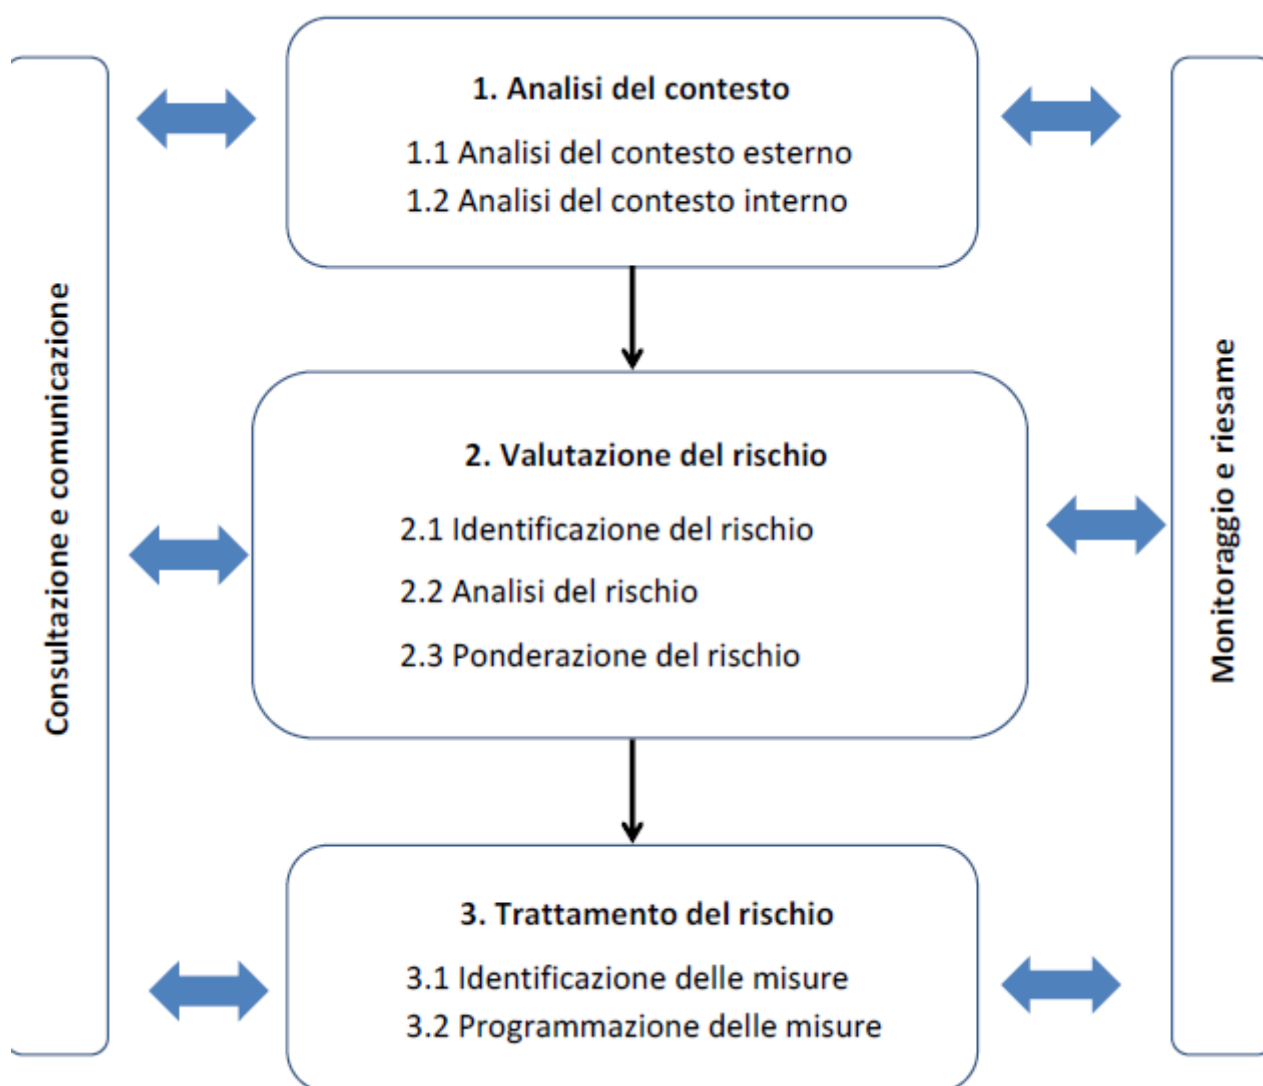 1. Analisi del contesto
1.1 Analisi del contesto esterno
1.2 Analisi del contesto interno
Consultazione e comunicazione
2. Valutazione del rischio
2.1 Identificazione del rischio
2.2 Analisi del rischio
2.3 Ponderazione del rischio
Monitoraggio e riesame
3. Trattamento del rischio
3.1 Identificazione delle misure
3.2 Programmazione delle misure